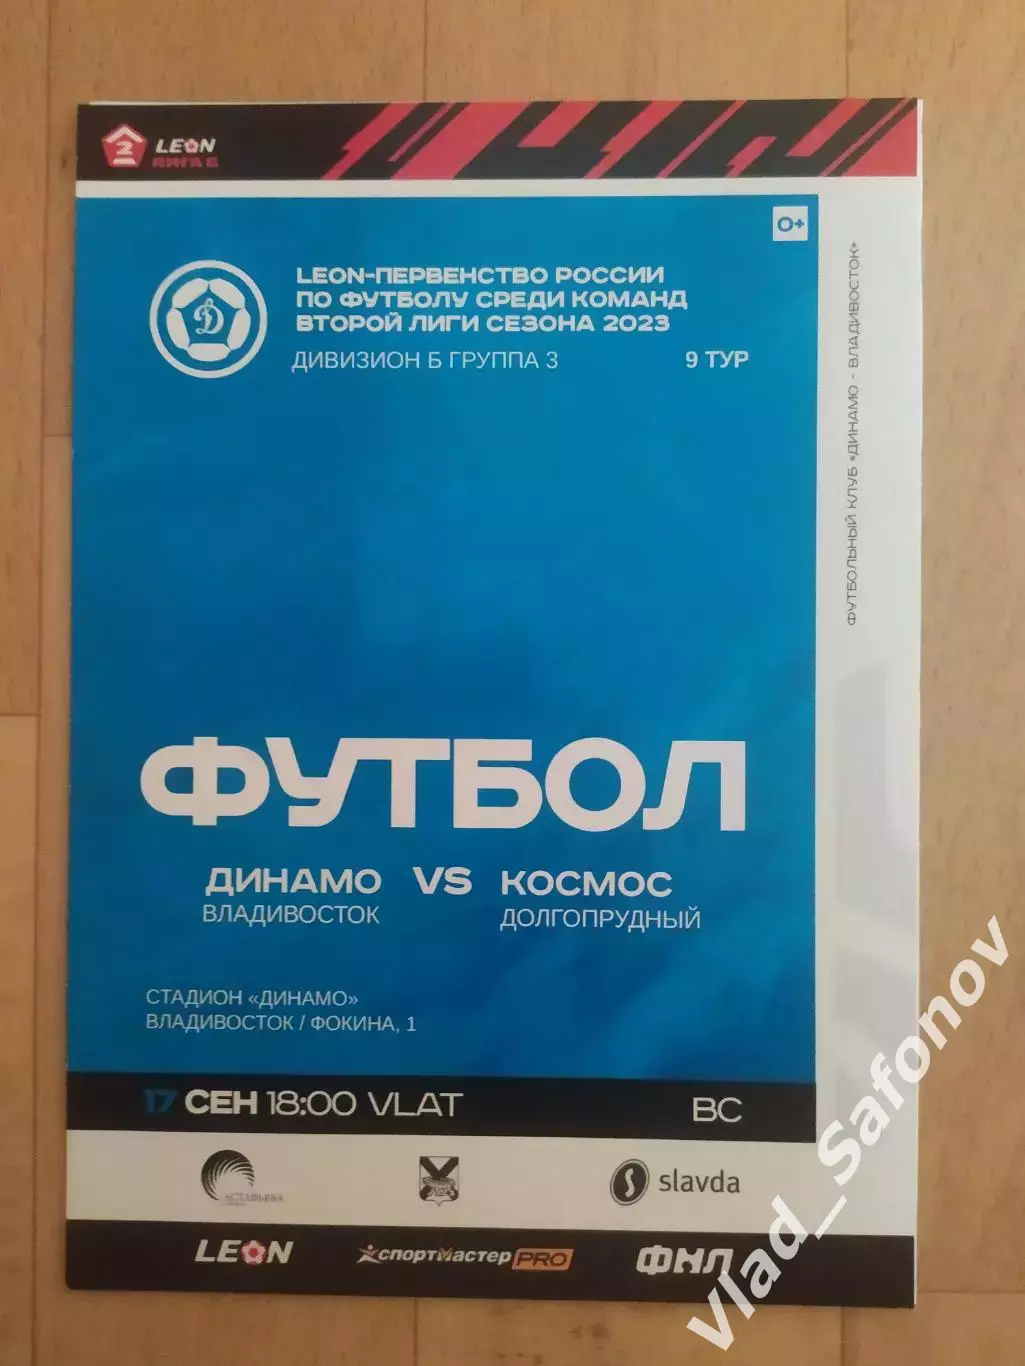 2 LEON
ЛИГА Б
0+
LEON-ПЕРВЕНСТВО РОССИИ
ПО ФУТБОЛУ СРЕДИ КОМАНД
ВТОРОЙ ЛИГИ СЕЗОНА 2023
ДИВИЗИОН Б ГРУППА 3 9 ТУР
ФУТБОЛЬНЫЙ КЛУБ «ДИНАМО - ВЛАДИВОСТОК»
ФУТБОЛ
ДИНАМО VS КОСМОС
ВЛАДИВОСТОК ДОЛГОПРУДНЫЙ
СТАДИОН «ДИНАМО»
ВЛАДИВОСТОК / ФОКИНА, 1
17 СЕН 18:00 VLAT ВС
АСТАФЬЕВА
slavda
LEON СПОРТМАСТЕР PRO ФНЛ
Vlad_Safonov